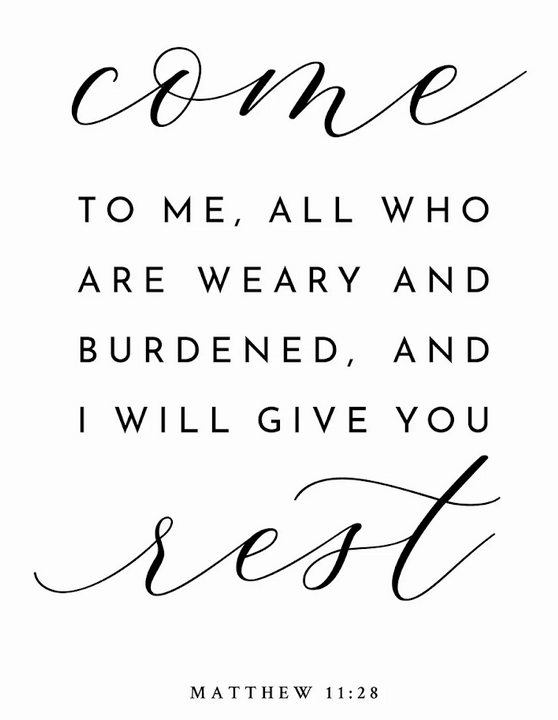 come
TO ME, ALL WHO
ARE WEARY AND
BURDENED, AND
I WILL GIVE YOU
rest
MATTHEW 11:28